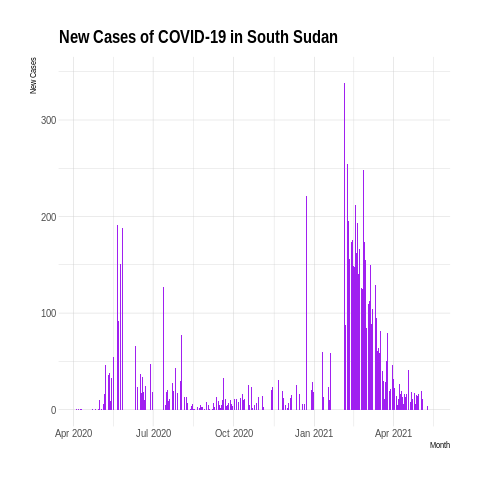 New Cases of COVID-19 in South Sudan
New Cases
300
200
100
0
Apr 2020 Jul 2020 Oct 2020 Jan 2021 Apr 2021
Month